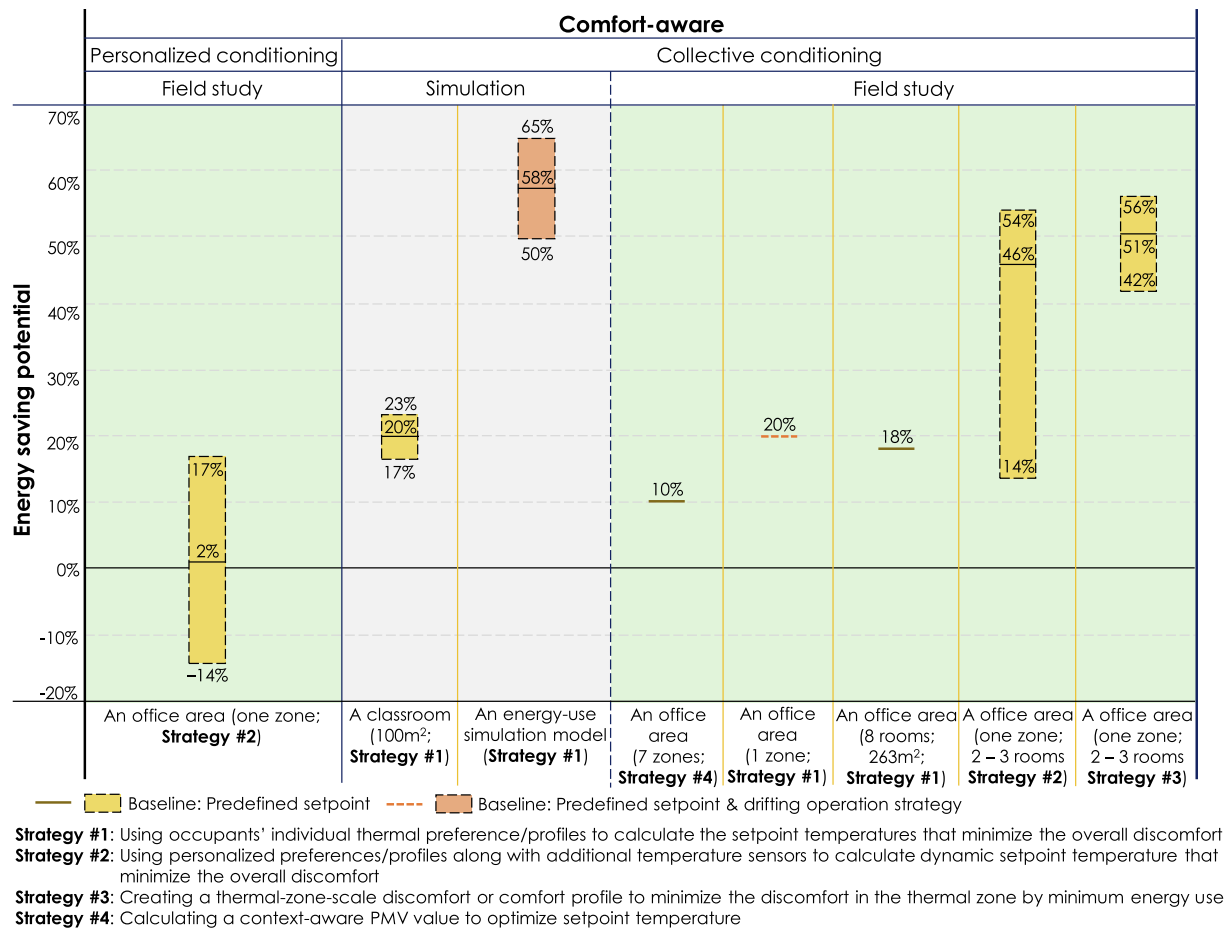 Comfort-aware
Personalized conditioning
Collective conditioning
Field study
Simulation
Field study
Energy saving potential
70%
60%
50%
40%
30%
20%
10%
0%
-10%
-20%
17%
2%
–14%
23%
20%
17%
65%
58%
50%
10%
20%
18%
54%
46%
14%
56%
51%
42%
An office area (one zone;
Strategy #2)
A classroom
(100m²;
Strategy #1)
An energy-use
simulation model
(Strategy #1)
An office
area
(7 zones;
Strategy #4)
An office
area
(1 zone;
Strategy #1)
An office area
(8 rooms;
263m²;
Strategy #1)
A office area
(one zone;
2 – 3 rooms
Strategy #2)
A office area
(one zone;
2 – 3 rooms
Strategy #3)
Baseline: Predefined setpoint
Baseline: Predefined setpoint & drifting operation strategy
Strategy #1: Using occupants' individual thermal preference/profiles to calculate the setpoint temperatures that minimize the overall discomfort
Strategy #2: Using personalized preferences/profiles along with additional temperature sensors to calculate dynamic setpoint temperature that
minimize the overall discomfort
Strategy #3: Creating a thermal-zone-scale discomfort or comfort profile to minimize the discomfort in the thermal zone by minimum energy use
Strategy #4: Calculating a context-aware PMV value to optimize setpoint temperature